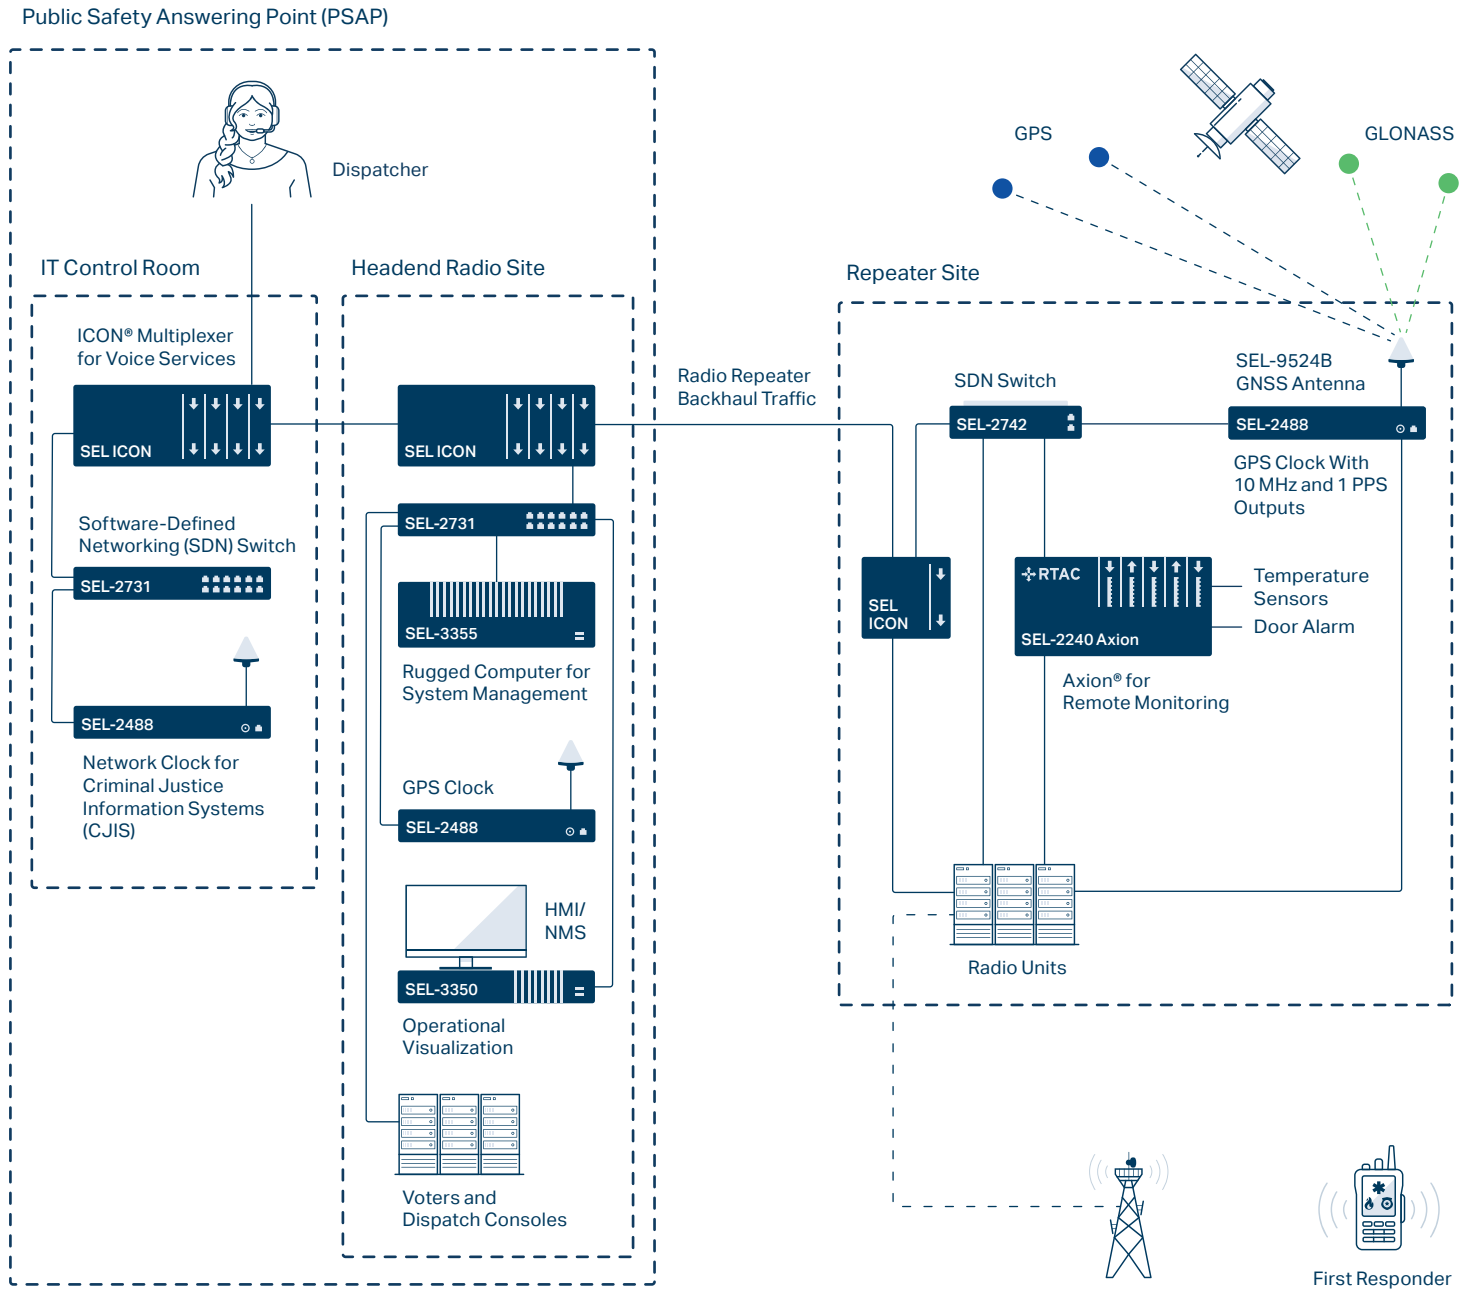 Public Safety Answering Point (PSAP)
Dispatcher
IT Control Room
ICON® Multiplexer
for Voice Services
SEL ICON
Software-Defined
Networking (SDN) Switch
SEL-2731
SEL-2488
Network Clock for
Criminal Justice
Information Systems
(CJIS)
Headend Radio Site
SEL ICON
SEL-2731
SEL-3355
Rugged Computer for
System Management
GPS Clock
SEL-2488
HMI/
NMS
SEL-3350
Operational
Visualization
Voters and
Dispatch Consoles
Radio Repeater
Backhaul Traffic
GPS
GLONASS
Repeater Site
SDN Switch
SEL-2742
SEL-9524B
GNSS Antenna
SEL-2488
GPS Clock With
10 MHz and 1 PPS
Outputs
SEL
ICON
RTAC
SEL-2240 Axion
Temperature
Sensors
Door Alarm
Axion® for
Remote Monitoring
Radio Units
First Responder